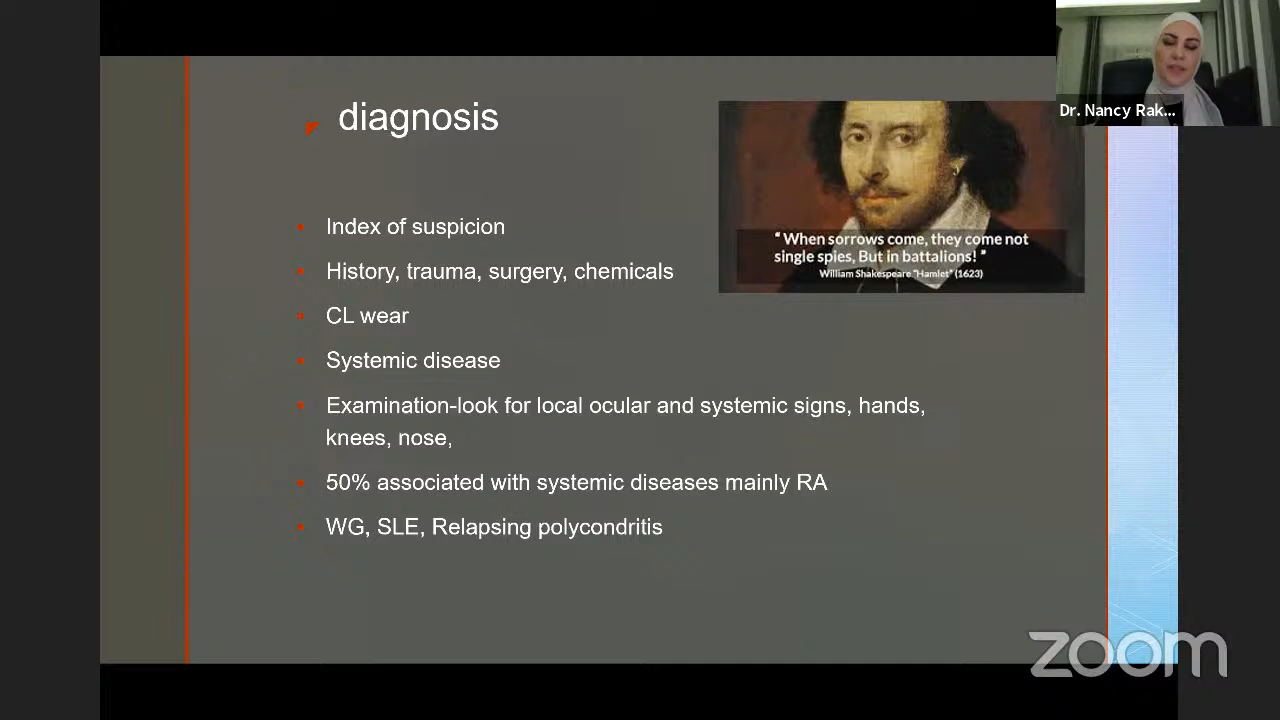 Dr. Nancy Rak...
diagnosis
“ When sorrows come, they come not
single spies, But in battalions! ”
William Shakespeare "Hamlet" (1623)
Index of suspicion
History, trauma, surgery, chemicals
CL wear
Systemic disease
Examination-look for local ocular and systemic signs, hands,
knees, nose,
50% associated with systemic diseases mainly RA
WG, SLE, Relapsing polycondritis
zoom